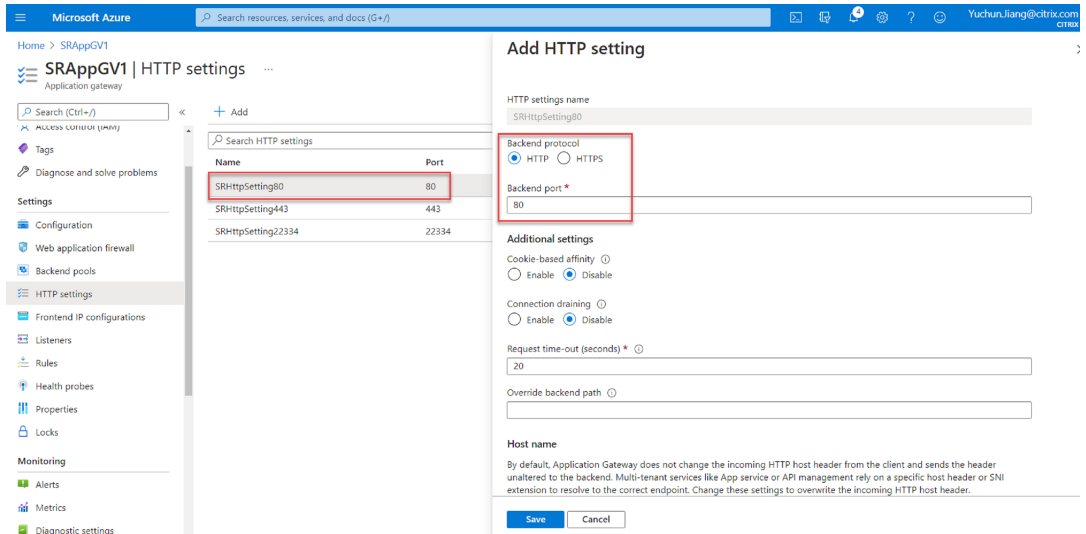 Microsoft Azure
Search resources, services, and docs (G+/)
4
Yuchun.Jiang@citrix.com
CITRIX
Home > SRAppGV1
SRAppGV1 | HTTP settings ...
Application gateway
Search (Ctrl+/)
«
Access control (IAM)
Tags
Diagnose and solve problems
Settings
Configuration
Web application firewall
Backend pools
HTTP settings
Frontend IP configurations
Listeners
Rules
Health probes
Properties
Locks
Monitoring
Alerts
Metrics
Diagnostic settings
+ Add
Search HTTP settings
Name Port
SRHttpSetting80 80
SRHttpSetting443 443
SRHttpSetting22334 22334
Add HTTP setting
HTTP settings name
SRHttpSetting80
Backend protocol
HTTP HTTPS
Backend port *
80
Additional settings
Cookie-based affinity
Enable Disable
Connection draining
Enable Disable
Request time-out (seconds) *
20
Override backend path
Host name
By default, Application Gateway does not change the incoming HTTP host header from the client and sends the header
unaltered to the backend. Multi-tenant services like App service or API management rely on a specific host header or SNI
extension to resolve to the correct endpoint. Change these settings to overwrite the incoming HTTP host header.
Save Cancel